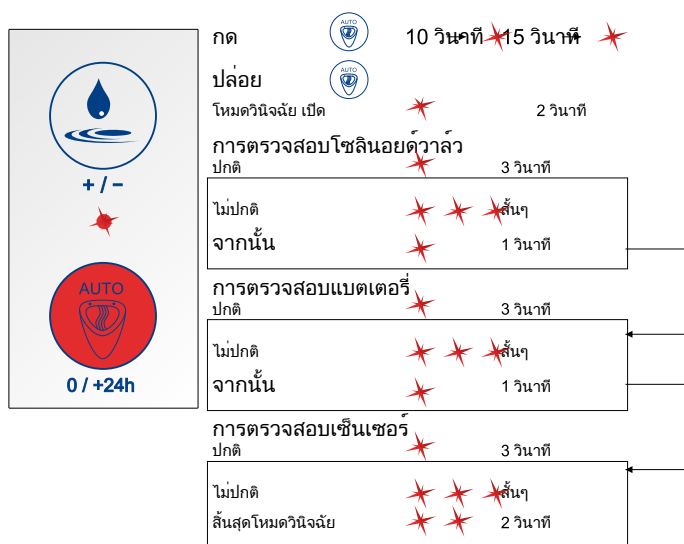 กด AUTO 10 วินาที 15 วินาที
ปล่อย AUTO
โหมดวินิจฉัย เปิด 2 วินาที
การตรวจสอบโซลินอยด์วาล์ว
ปกติ 3 วินาที
+ / −
ไม่ปกติ สั้นๆ
จากนั้น 1 วินาที
AUTO
การตรวจสอบแบตเตอรี่
ปกติ 3 วินาที
ไม่ปกติ สั้นๆ
0 / +24h
จากนั้น 1 วินาที
การตรวจสอบเซ็นเซอร์
ปกติ 3 วินาที
ไม่ปกติ สั้นๆ
สิ้นสุดโหมดวินิจฉัย 2 วินาที